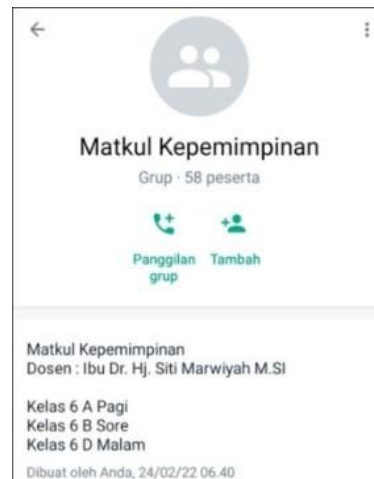 Matkul Kepemimpinan
Grup · 58 peserta
Panggilan grup
Tambah
Matkul Kepemimpinan
Dosen : Ibu Dr. Hj. Siti Marwiyah M.SI
Kelas 6 A Pagi
Kelas 6 B Sore
Kelas 6 D Malam
Dibuat oleh Anda, 24/02/22 06.40